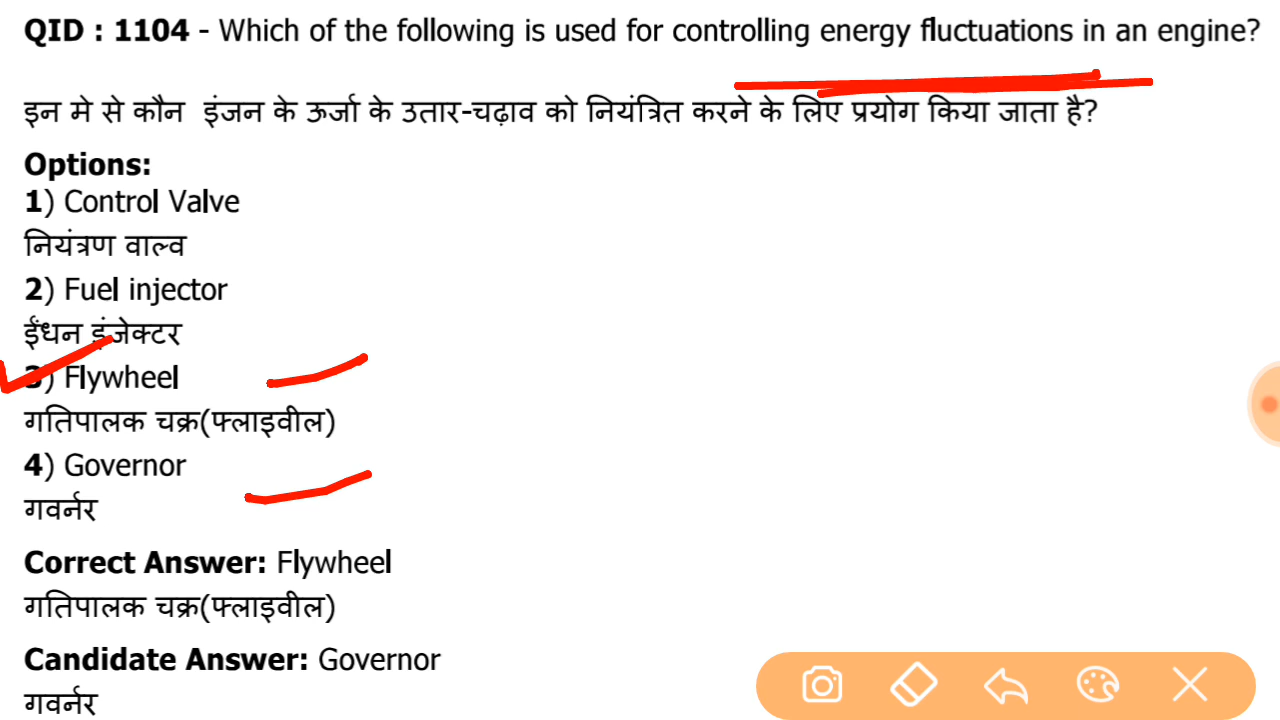 QID : 1104 - Which of the following is used for controlling energy fluctuations in an engine?
इन मे से कौन इंजन के ऊर्जा के उतार-चढ़ाव को नियंत्रित करने के लिए प्रयोग किया जाता है?
Options:
1) Control Valve
नियंत्रण वाल्व
2) Fuel injector
ईंधन इंजेक्टर
3) Flywheel
गतिपालक चक्र(फ्लाइवील)
4) Governor
गवर्नर
Correct Answer: Flywheel
गतिपालक चक्र(फ्लाइवील)
Candidate Answer: Governor
गवर्नर